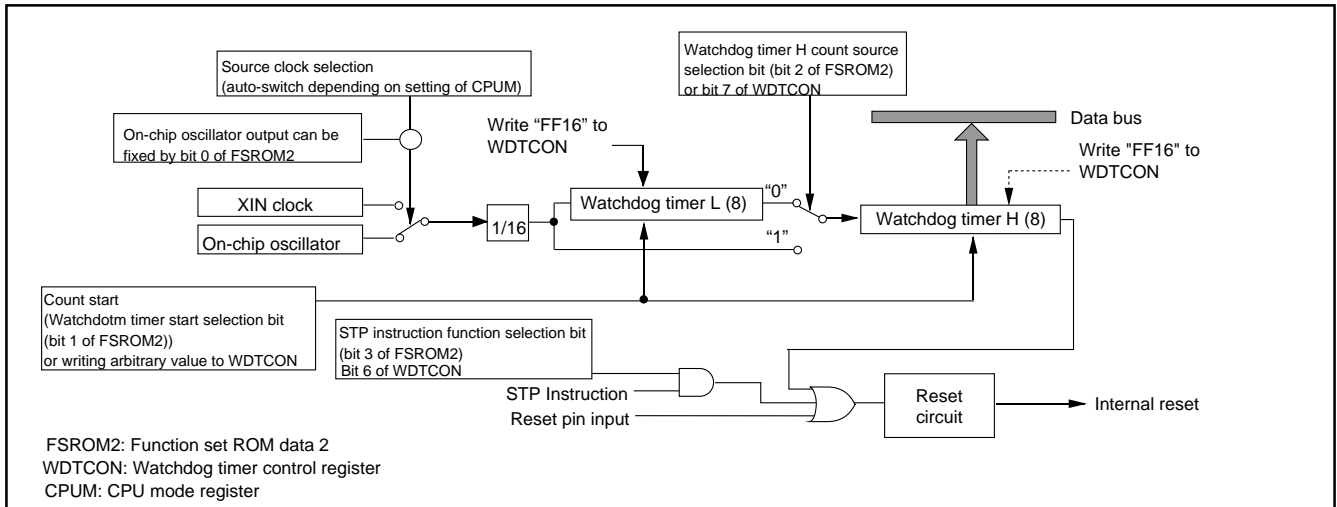 Source clock selection
(auto-switch depending on setting of CPUM)
Watchdog timer H count source
selection bit (bit 2 of FSROM2)
or bit 7 of WDTCON
On-chip oscillator output can be
fixed by bit 0 of FSROM2
Write “FF16” to
WDTCON
Data bus
Write "FF16" to
WDTCON
XIN clock
On-chip oscillator
1/16
Watchdog timer L (8)
“0”
“1”
Watchdog timer H (8)
Count start
(Watchdotm timer start selection bit
(bit 1 of FSROM2))
or writing arbitrary value to WDTCON
STP instruction function selection bit
(bit 3 of FSROM2)
Bit 6 of WDTCON
STP Instruction
Reset pin input
Reset
circuit
Internal reset
FSROM2: Function set ROM data 2
WDTCON: Watchdog timer control register
CPUM: CPU mode register